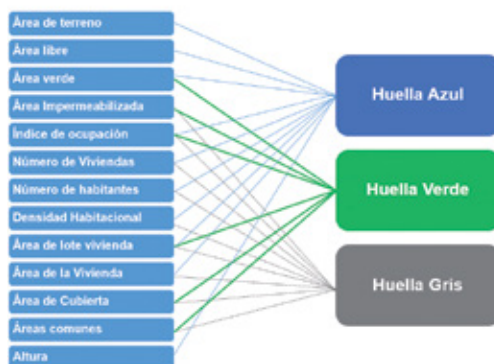 Área de terreno
Área libre
Área verde
Área Impermeabilizada
Índice de ocupación
Número de Viviendas
Número de habitantes
Densidad Habitacional
Área de lote vivienda
Área de la Vivienda
Área de Cubierta
Áreas comunes
Altura
Huella Azul
Huella Verde
Huella Gris